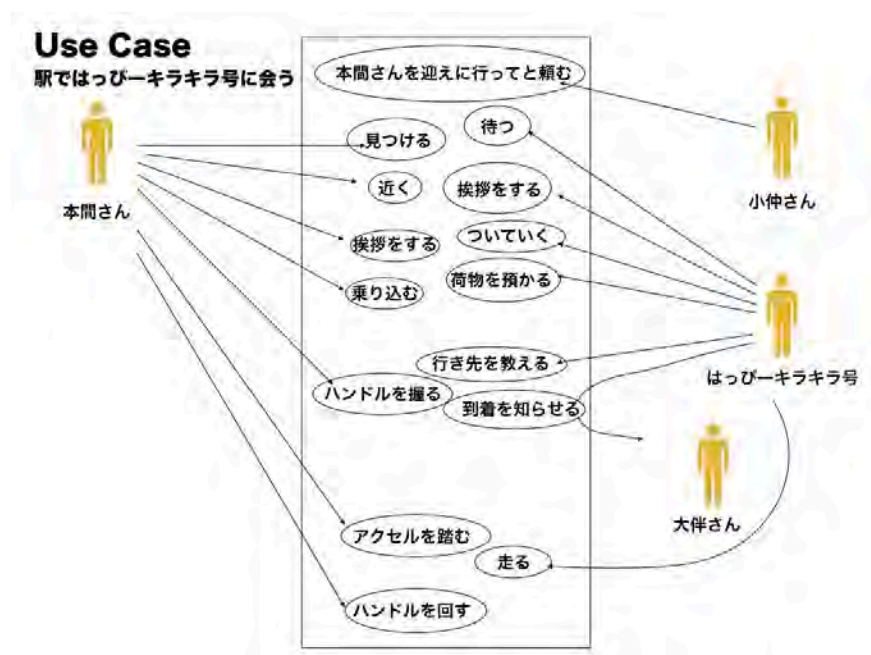 Use Case
駅ではっぴーキラキラ号に会う
本間さんを迎えに行ってと頼む
見つける
待つ
本間さん
近く
挨拶をする
小仲さん
挨拶をする
ついていく
乗り込む
荷物を預かる
行き先を教える
はっぴーキラキラ号
ハンドルを握る
到着を知らせる
大伴さん
アクセルを踏む
走る
ハンドルを回す